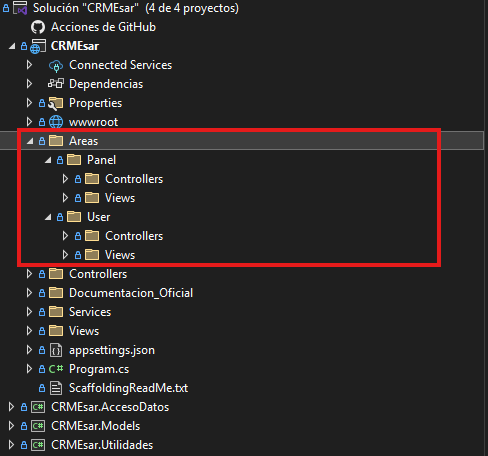 Solución "CRMEsar" (4 de 4 proyectos)
Acciones de GitHub
CRMEsar
Connected Services
Dependencias
Properties
wwwroot
Areas
Panel
Controllers
Views
User
Controllers
Views
Controllers
Documentacion_Oficial
Services
Views
appsettings.json
C# Program.cs
ScaffoldingReadMe.txt
C# CRMEsar.AccesoDatos
C# CRMEsar.Models
C# CRMEsar.Utilidades